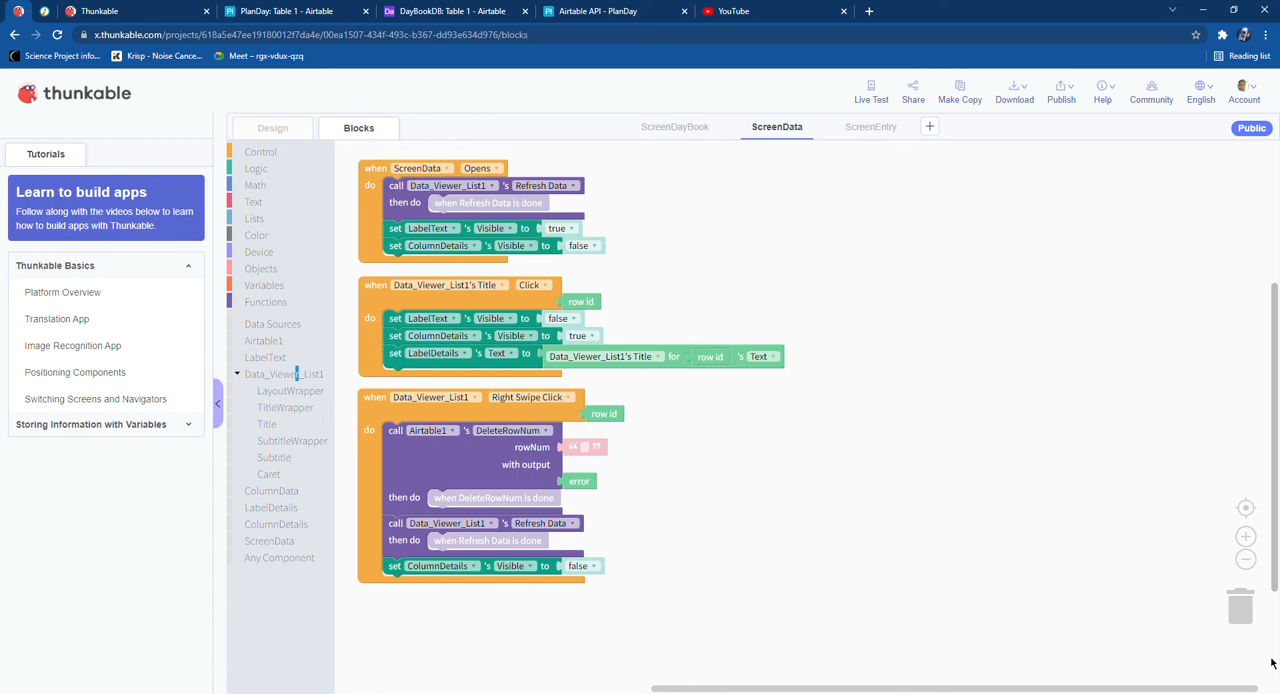 Thunkable
PlanDay: Table 1 - Airtable
DayBookDB: Table 1 - Airtable
Airtable API - PlanDay
YouTube
x.thunkable.com/projects/618a5e47ee19180012f7da4e/00ea1507-434f-493c-b367-dd93e634d976/blocks
Science Project info...
Krisp - Noise Cance...
Meet – rgx-vdux-qzq
Reading list
thunkable
Live Test
Share
Make Copy
Download
Publish
Help
Community
English
Account
Design
Blocks
ScreenDayBook
ScreenData
ScreenEntry
+
Public
Tutorials
Learn to build apps
Follow along with the videos below to learn
how to build apps with Thunkable.
Thunkable Basics
Platform Overview
Translation App
Image Recognition App
Positioning Components
Switching Screens and Navigators
Storing Information with Variables
Control
Logic
Math
Text
Lists
Color
Device
Objects
Variables
Functions
Data Sources
Airtable1
LabelText
Data_Viewer_List1
LayoutWrapper
TitleWrapper
Title
SubtitleWrapper
Subtitle
Caret
ColumnData
LabelDetails
ColumnDetails
ScreenData
Any Component
when ScreenData Opens
do call Data_Viewer_List1 's Refresh Data
then do when Refresh Data is done
set LabelText 's Visible to true
set ColumnDetails 's Visible to false
when Data_Viewer_List1's Title Click
row id
do set LabelText 's Visible to false
set ColumnDetails 's Visible to true
set LabelDetails 's Text to Data_Viewer_List1's Title for row id 's Text
when Data_Viewer_List1 Right Swipe Click
row id
do call Airtable1 's DeleteRowNum
rowNum “ ”
with output
error
then do when DeleteRowNum is done
call Data_Viewer_List1 's Refresh Data
then do when Refresh Data is done
set ColumnDetails 's Visible to false